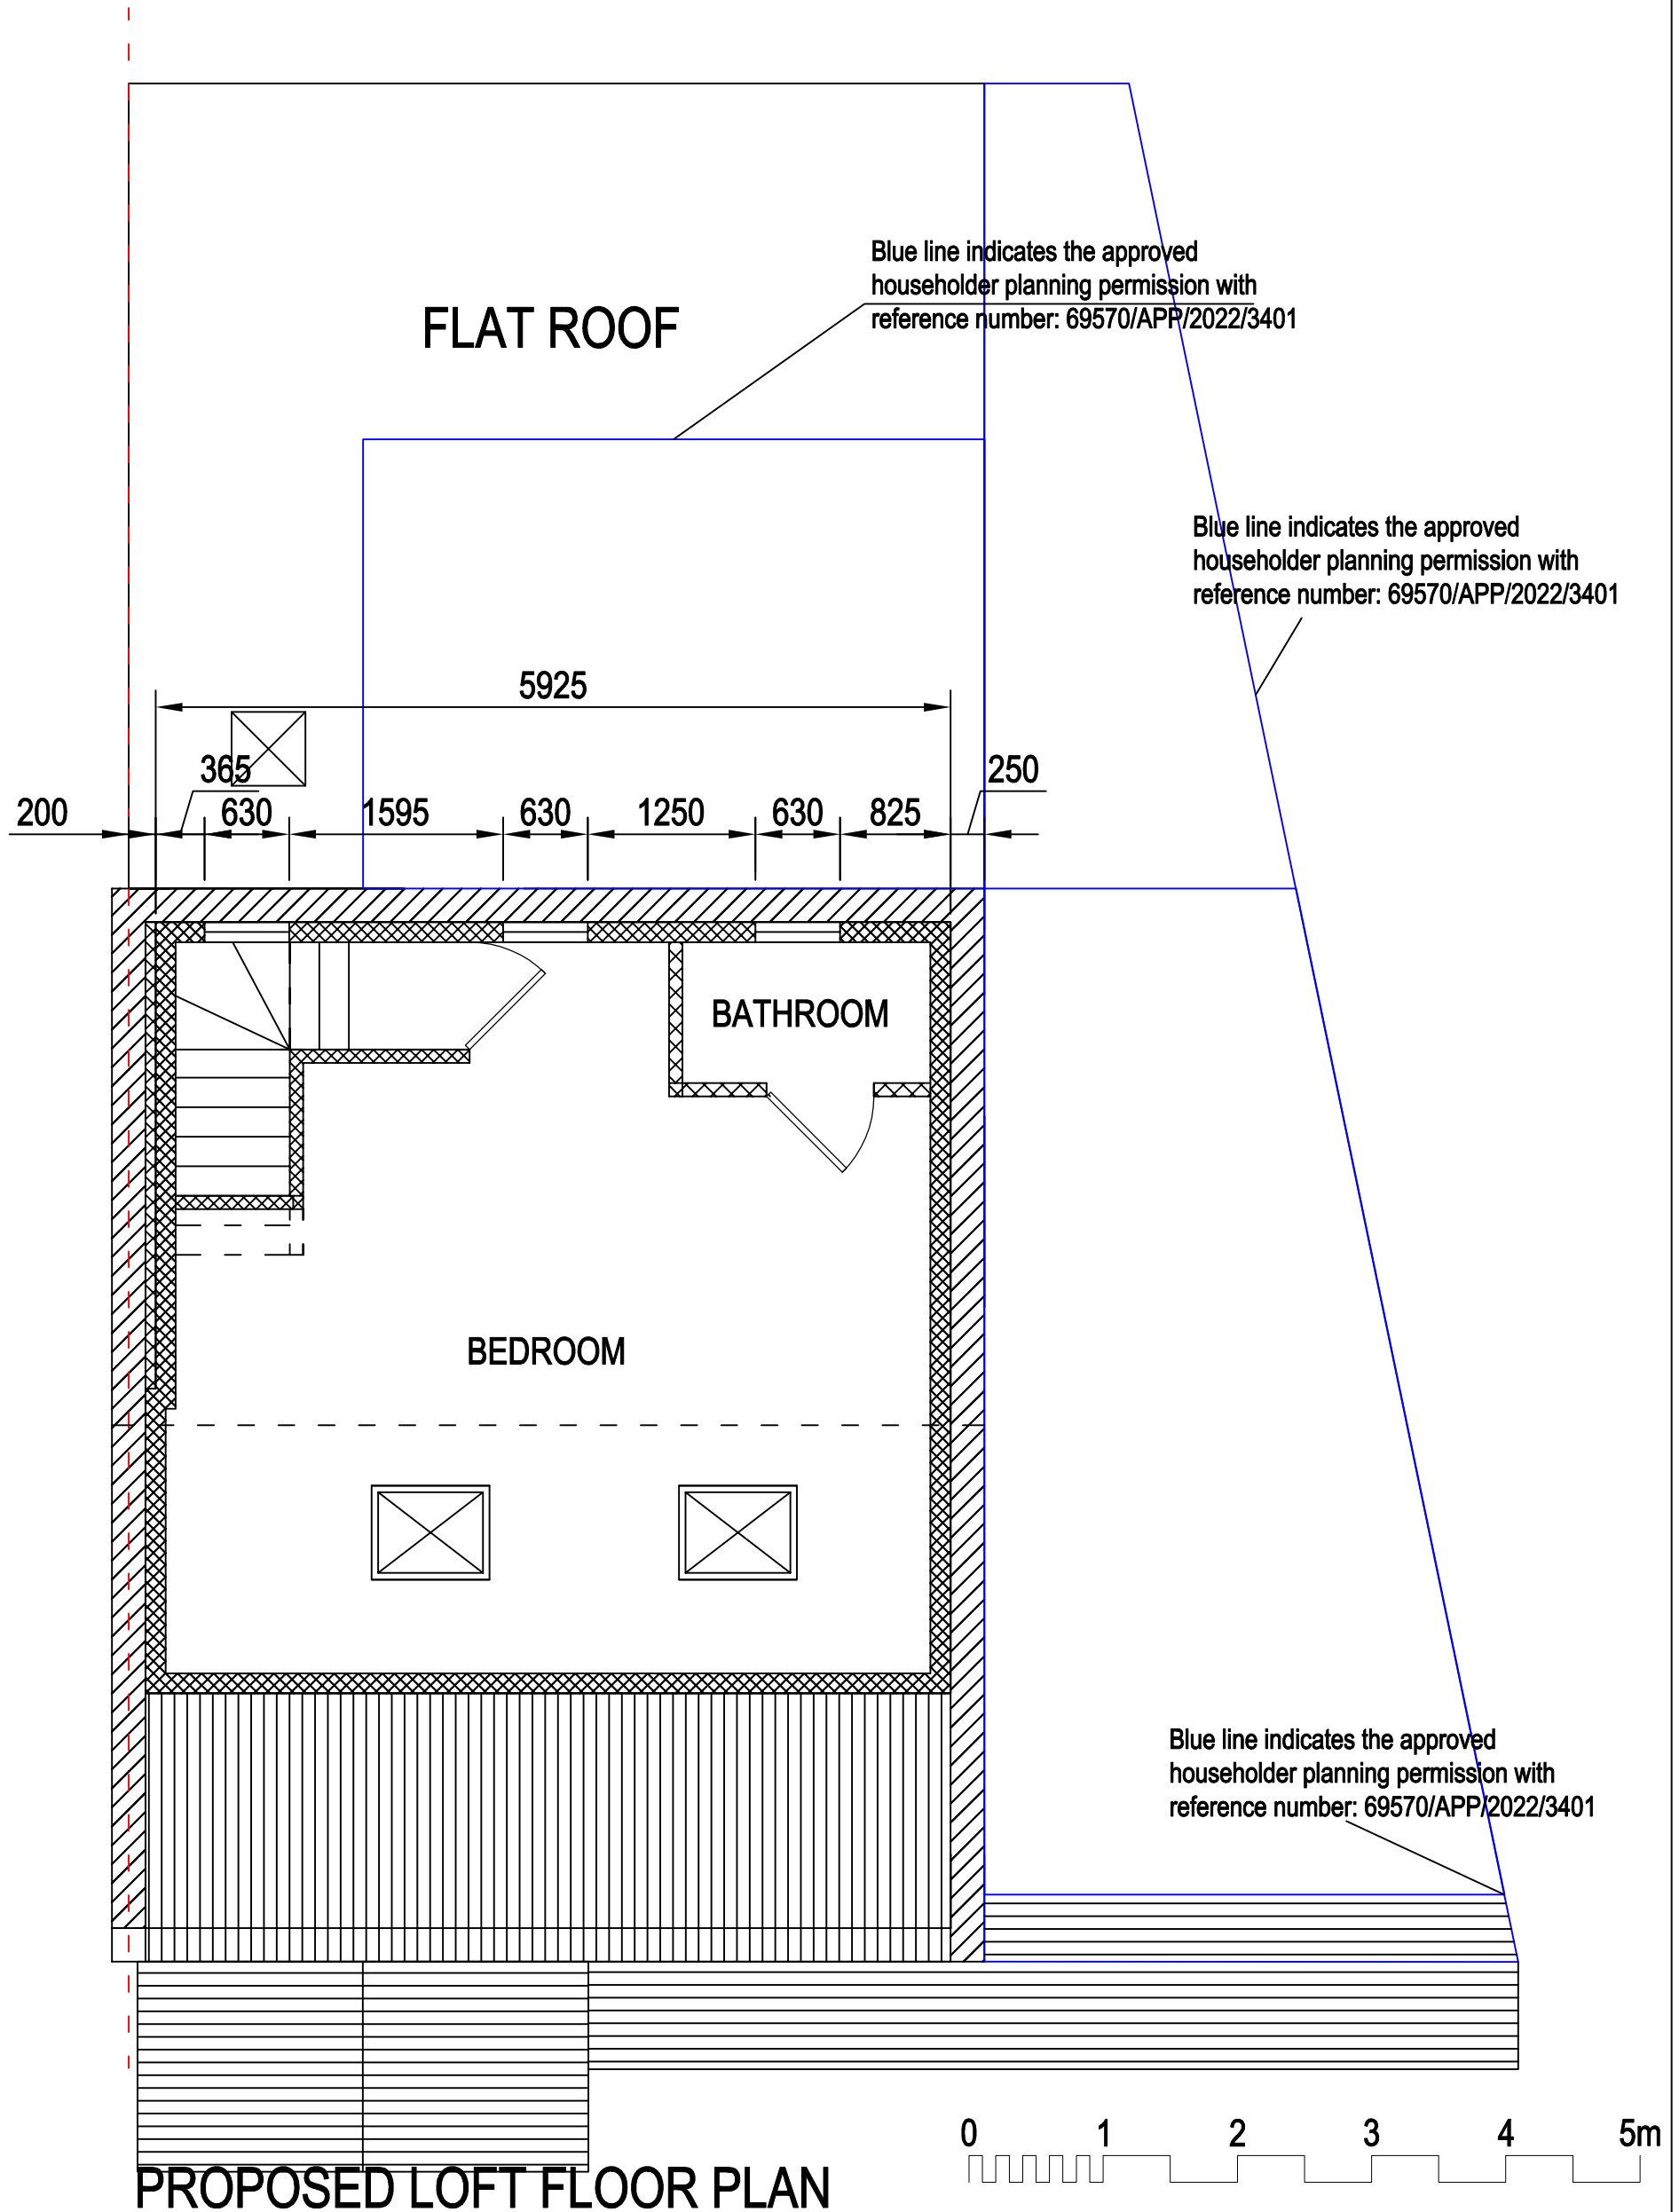 Blue line indicates the approved
householder planning permission with
reference number: 69570/APP/2022/3401
FLAT ROOF
Blue line indicates the approved
householder planning permission with
reference number: 69570/APP/2022/3401
5925
365
250
200
630
1595
630
1250
630
825
BATHROOM
BEDROOM
Blue line indicates the approved
householder planning permission with
reference number: 69570/APP/2022/3401
0 1 2 3 4 5m
PROPOSED LOFT FLOOR PLAN